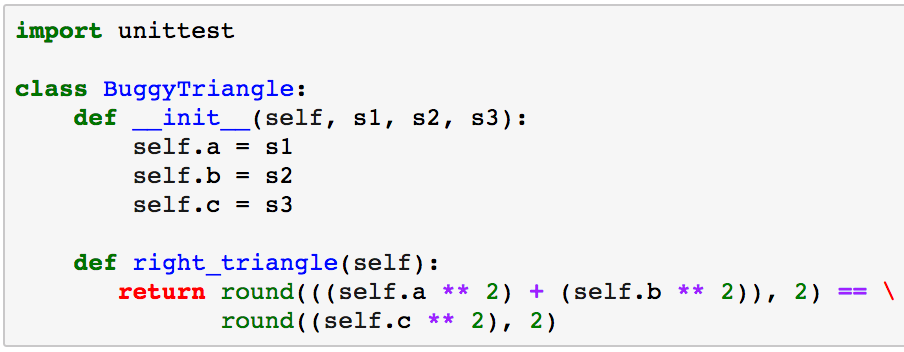 import unittest

class BuggyTriangle:
    def __init__(self, s1, s2, s3):
        self.a = s1
        self.b = s2
        self.c = s3

    def right_triangle(self):
       return round(((self.a ** 2) + (self.b ** 2)), 2) == \
              round((self.c ** 2), 2)